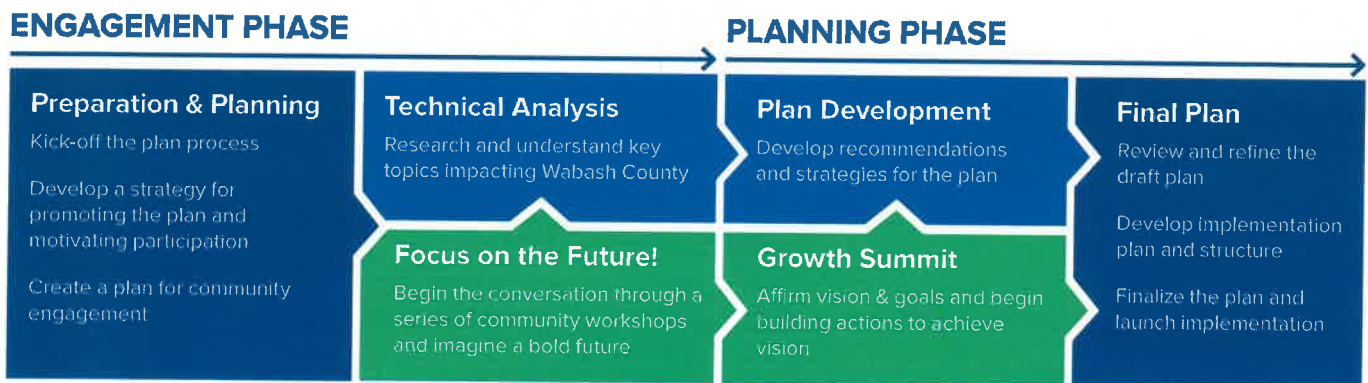 ENGAGEMENT PHASE
Preparation & Planning
Kick-off the plan process
Develop a strategy for
promoting the plan and
motivating participation
Create a plan for community
engagement
Technical Analysis
Research and understand key
topics impacting Wabash County
Focus on the Future!
Begin the conversation through a
series of community workshops
and imagine a bold future
PLANNING PHASE
Plan Development
Develop recommendations
and strategies for the plan
Growth Summit
Affirm vision & goals and begin
building actions to achieve
vision
Final Plan
Review and refine the
draft plan
Develop implementation
plan and structure
Finalize the plan and
launch implementation